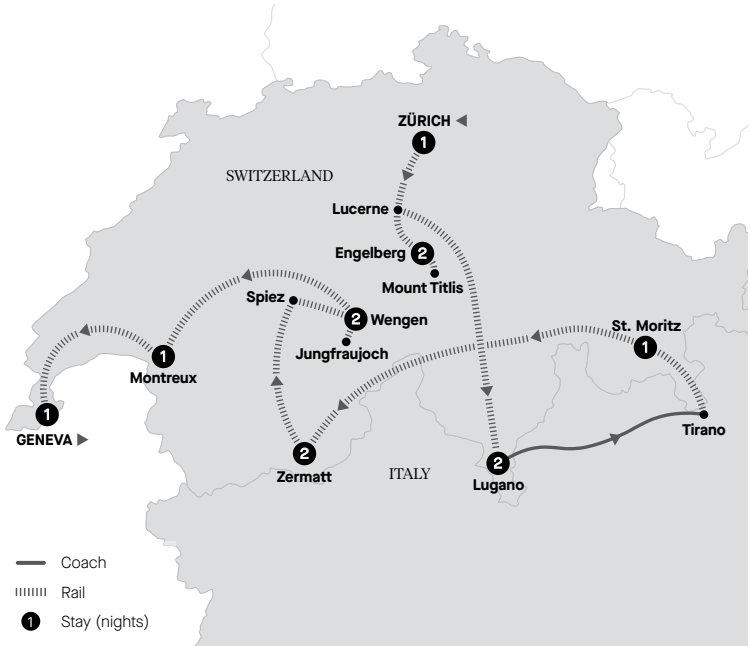 ZÜRICH
1
SWITZERLAND
Lucerne
Engelberg
2
Mount Titlis
Spiez
2
Wengen
Jungfraujoch
St. Moritz
1
1
Montreux
1
GENEVA
Tirano
2
Zermatt
ITALY
2
Lugano
Coach
Rail
1 Stay (nights)